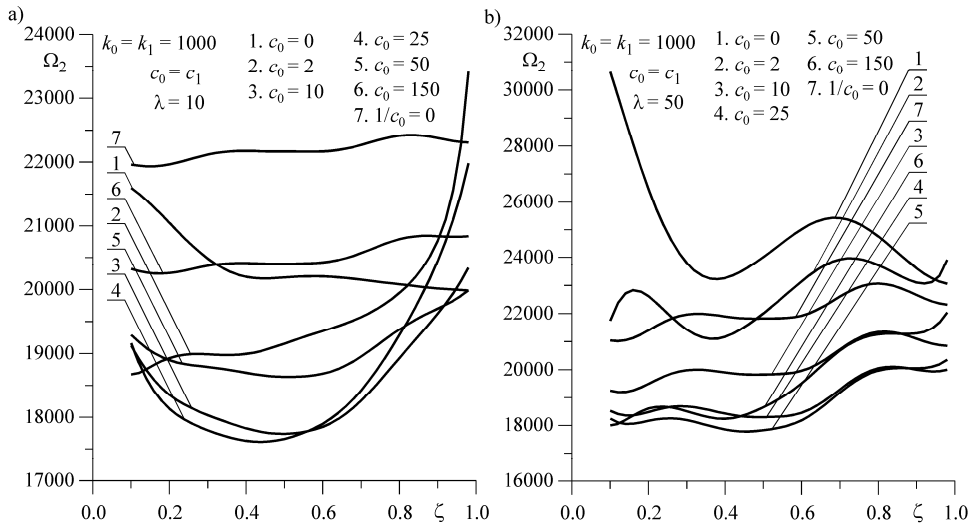 a)
24000
Ω₂
23000
22000
21000
20000
19000
18000
17000
k₀ = k₁ = 1000
c₀ = c₁
λ = 10
1. c₀ = 0
2. c₀ = 2
3. c₀ = 10
4. c₀ = 25
5. c₀ = 50
6. c₀ = 150
7. 1/c₀ = 0
7
1
6
2
5
3
4
0.0 0.2 0.4 0.6 0.8 ζ 1.0
b)
32000
Ω₂
30000
28000
26000
24000
22000
20000
18000
16000
k₀ = k₁ = 1000
c₀ = c₁
λ = 50
1. c₀ = 0
2. c₀ = 2
3. c₀ = 10
4. c₀ = 25
5. c₀ = 50
6. c₀ = 150
7. 1/c₀ = 0
1
2
7
3
6
4
5
0.0 0.2 0.4 0.6 0.8 ζ 1.0